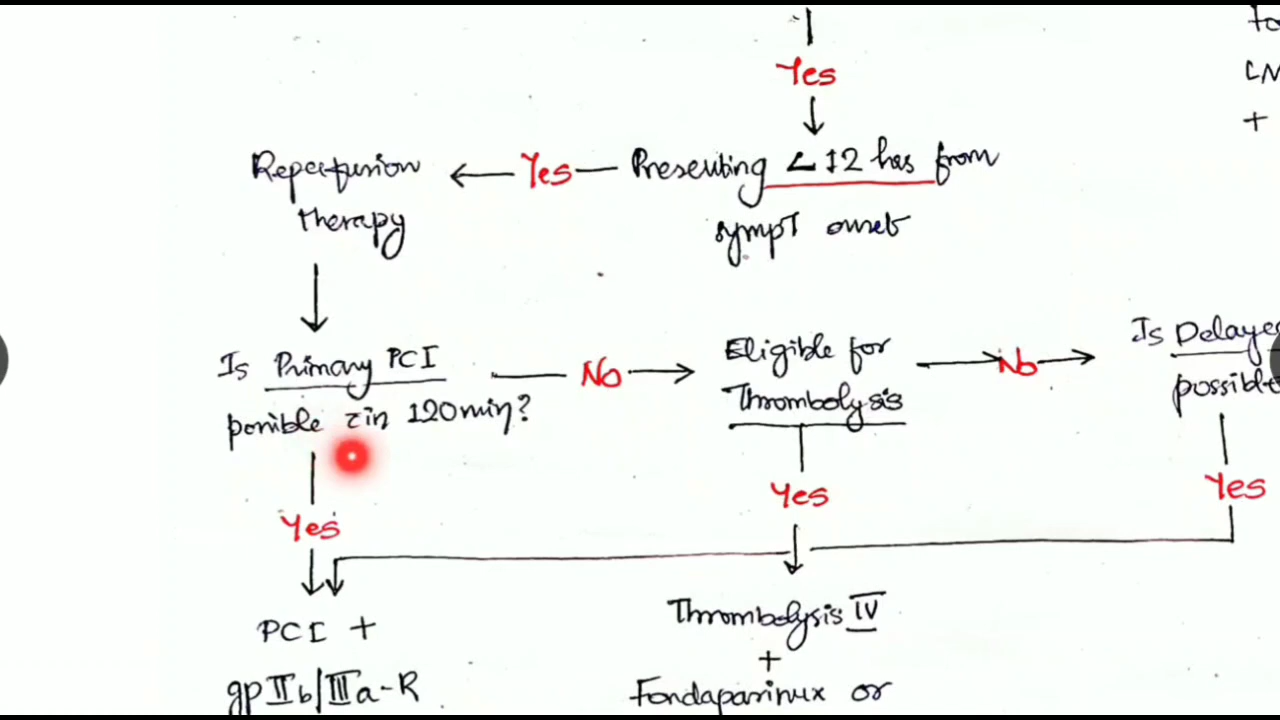 Yes
Reperfusion
therapy
Yes
Presenting < 12 hrs from
sympt onset
Is Primary PCI
possible c̄in 120min?
No
Eligible for
Thrombolysis
No
Is Delaye
possible
Yes
Yes
Yes
PCI +
gp IIb/IIIa-R
Thrombolysis IV
+
Fondaparinux or
+